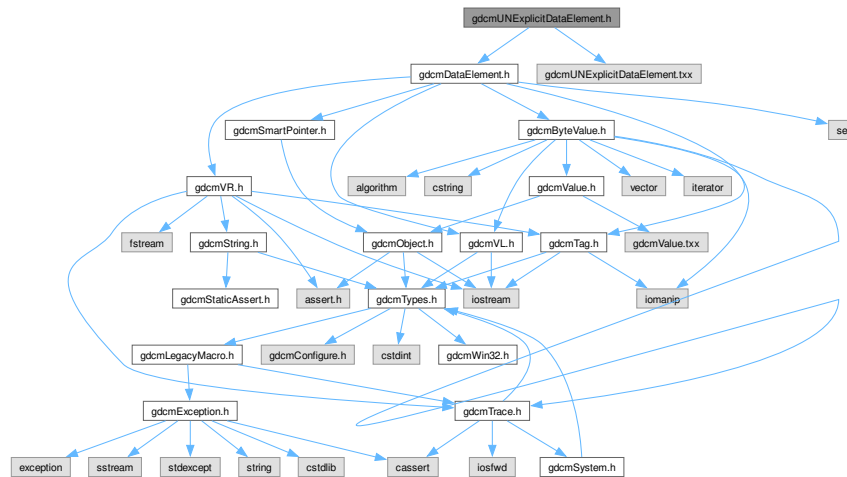 gdcmUNExplicitDataElement.h
gdcmDataElement.h
gdcmUNExplicitDataElement.txx
gdcmSmartPointer.h
gdcmByteValue.h
se
gdcmVR.h
algorithm
cstring
gdcmValue.h
vector
iterator
fstream
gdcmString.h
gdcmObject.h
gdcmVL.h
gdcmTag.h
gdcmValue.txx
gdcmStaticAssert.h
assert.h
gdcmTypes.h
iostream
iomanip
gdcmLegacyMacro.h
gdcmConfigure.h
cstdint
gdcmWin32.h
gdcmException.h
gdcmTrace.h
exception
sstream
stdexcept
string
cstdlib
cassert
iosfwd
gdcmSystem.h